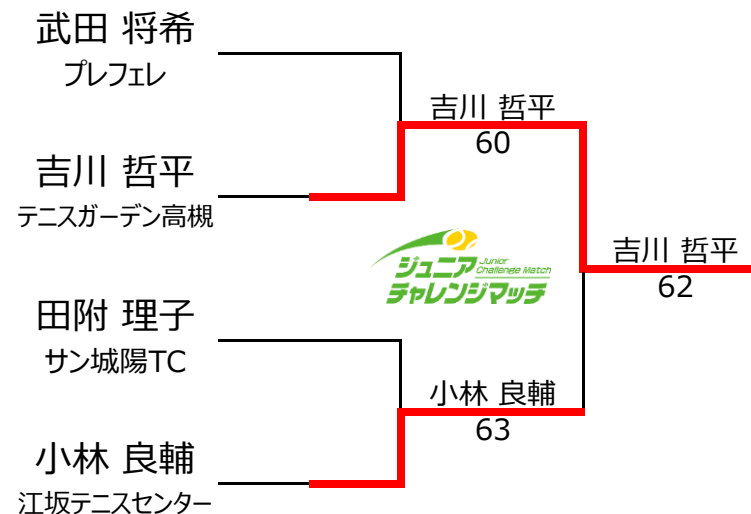 武田 将希
プレフェレ
吉川 哲平
60
吉川 哲平
テニスガーデン高槻
ジュニア Junior Challenge Match
チャレンジマッチ
吉川 哲平
62
田附 理子
サン城陽TC
小林 良輔
63
小林 良輔
江坂テニスセンター